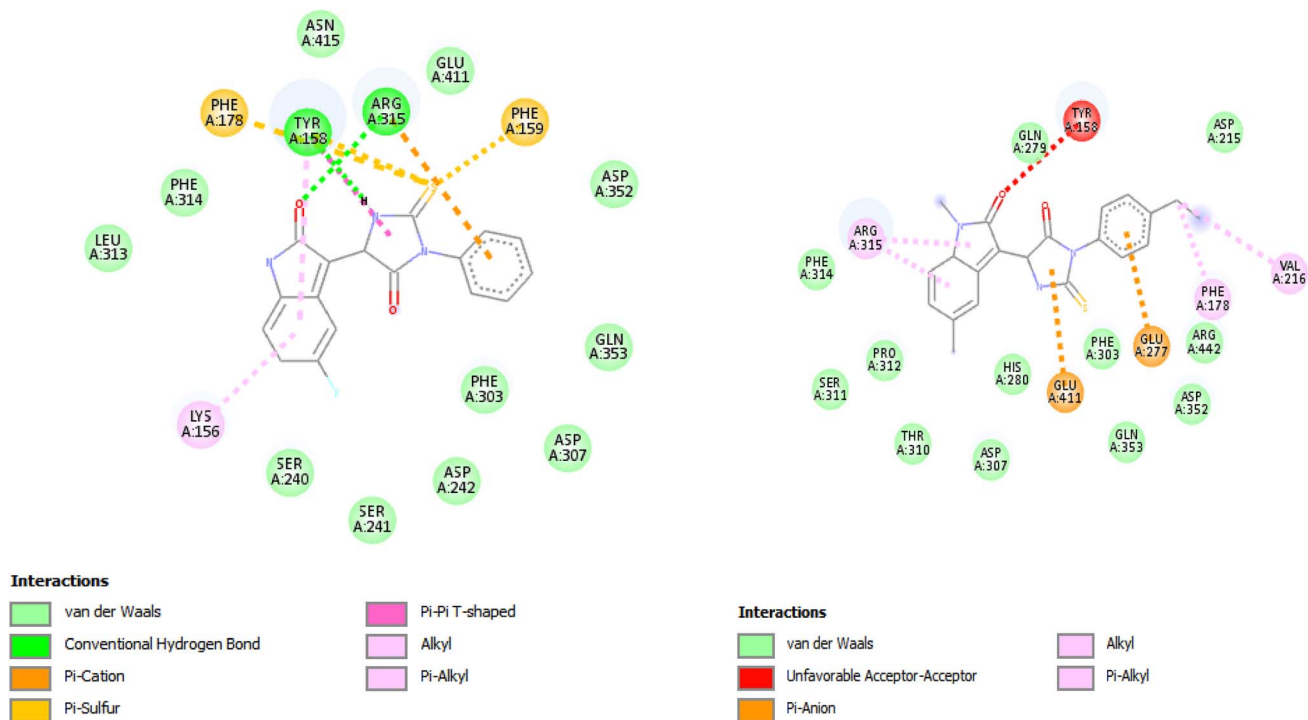 ASN
A:415
GLU
A:411
PHE
A:178
TYR
A:158
ARG
A:315
PHE
A:159
PHE
A:314
ASP
A:352
LEU
A:313
O
H
N
S
N
N
O
F
GLN
A:353
PHE
A:303
LYS
A:156
ASP
A:307
SER
A:240
ASP
A:242
SER
A:241
Interactions
van der Waals
Conventional Hydrogen Bond
Pi-Cation
Pi-Sulfur
Pi-Pi T-shaped
Alkyl
Pi-Alkyl
TYR
A:158
GLN
A:279
ASP
A:215
O
O
N
N
N
S
ARG
A:315
PHE
A:314
VAL
A:216
PHE
A:178
PRO
A:312
SER
A:311
HIS
A:280
PHE
A:303
GLU
A:277
ARG
A:442
GLU
A:411
ASP
A:352
THR
A:310
ASP
A:307
GLN
A:353
Interactions
van der Waals
Unfavorable Acceptor-Acceptor
Pi-Anion
Alkyl
Pi-Alkyl